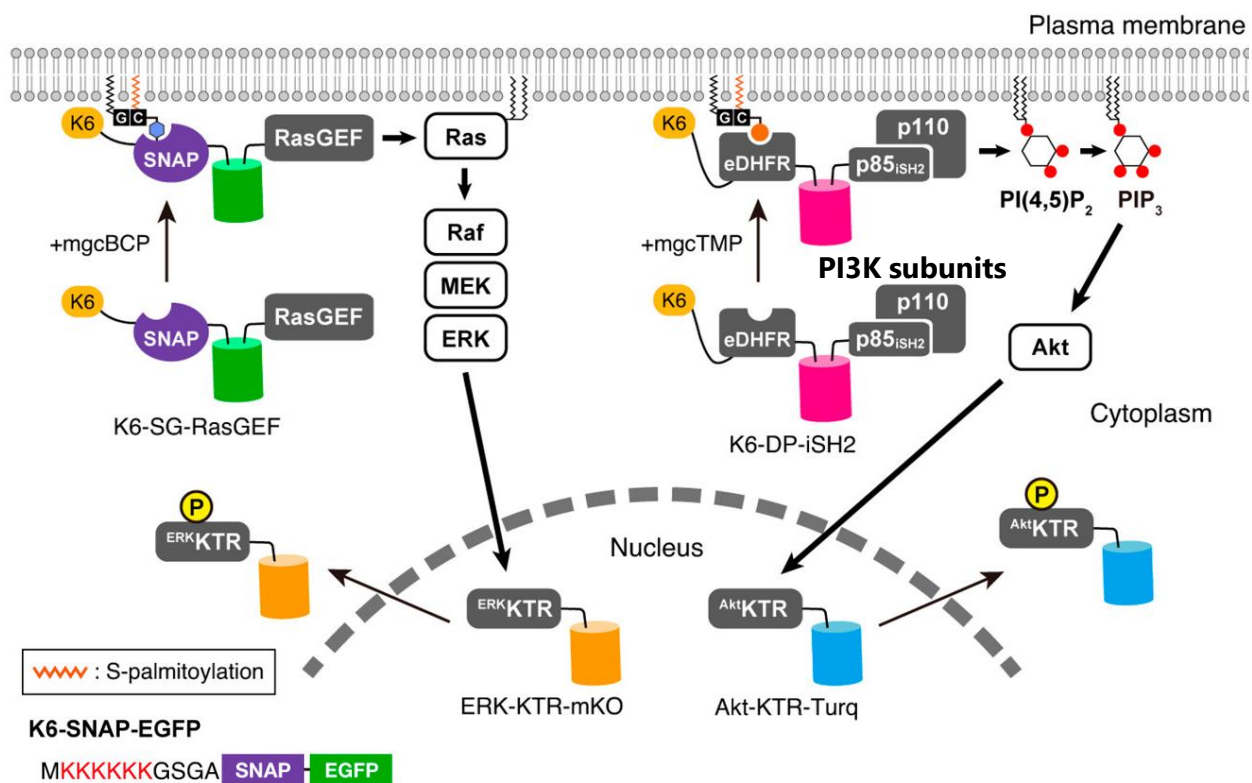 Plasma membrane
K6
G C
SNAP
RasGEF
Ras
+mgcBCP
Raf
MEK
ERK
K6
SNAP
RasGEF
K6-SG-RasGEF
K6
G C
eDHFR
p110
p85iSH2
PI(4,5)P2
PIP3
+mgcTMP
PI3K subunits
K6
eDHFR
p110
p85iSH2
K6-DP-iSH2
Akt
Cytoplasm
P
ERKKTR
Nucleus
ERKKTR
ERK-KTR-mKO
AktKTR
Akt-KTR-Turq
P
AktKTR
: S-palmitoylation
K6-SNAP-EGFP
MKKKKKKGSGA SNAP EGFP